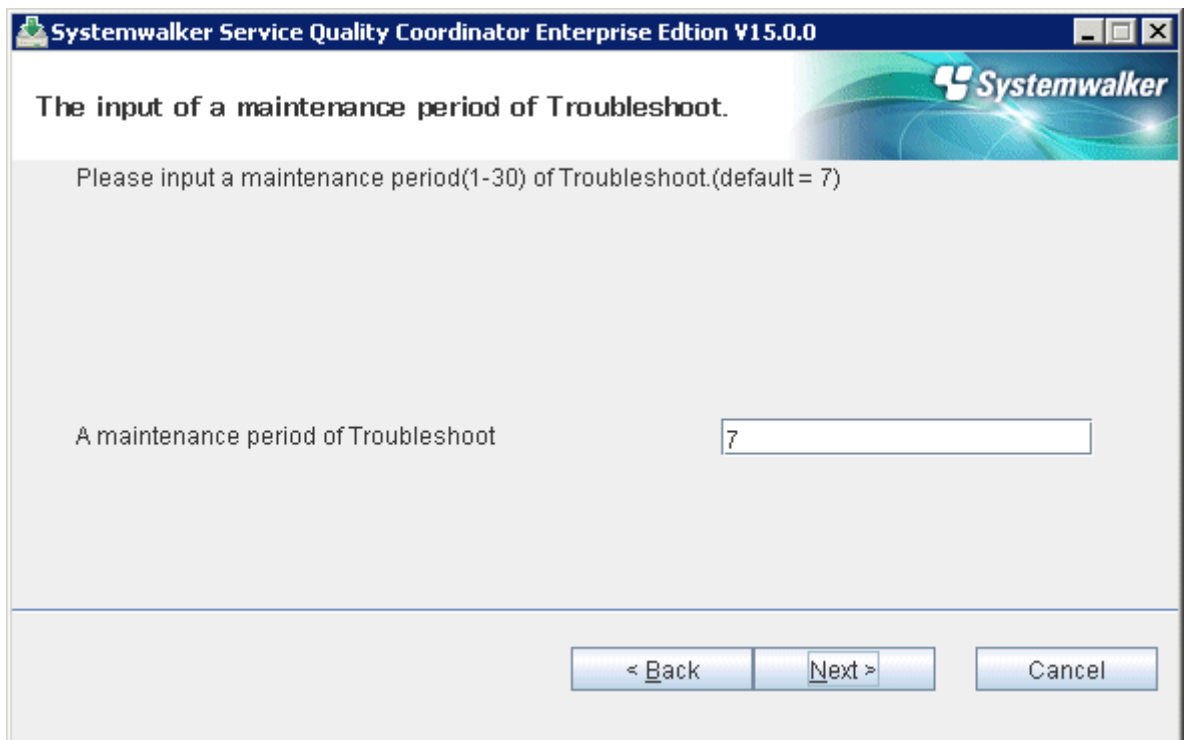 Systemwalker Service Quality Coordinator Enterprise Edtion V15.0.0
Systemwalker
The input of a maintenance period of Troubleshoot.
Please input a maintenance period(1-30) of Troubleshoot.(default = 7)
A maintenance period of Troubleshoot 7
< Back Next > Cancel